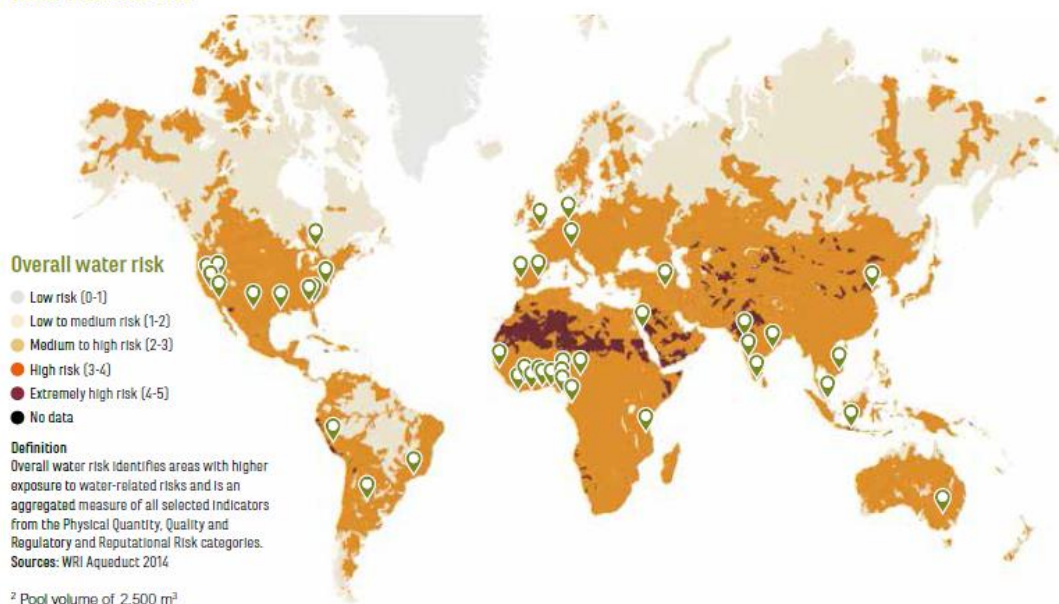 Overall water risk
Low risk (0-1)
Low to medium risk (1-2)
Medium to high risk (2-3)
High risk (3-4)
Extremely high risk (4-5)
No data
Definition
Overall water risk identifies areas with higher
exposure to water-related risks and is an
aggregated measure of all selected indicators
from the Physical Quantity, Quality and
Regulatory and Reputational Risk categories.
Sources: WRI Aqueduct 2014
² Pool volume of 2,500 m³